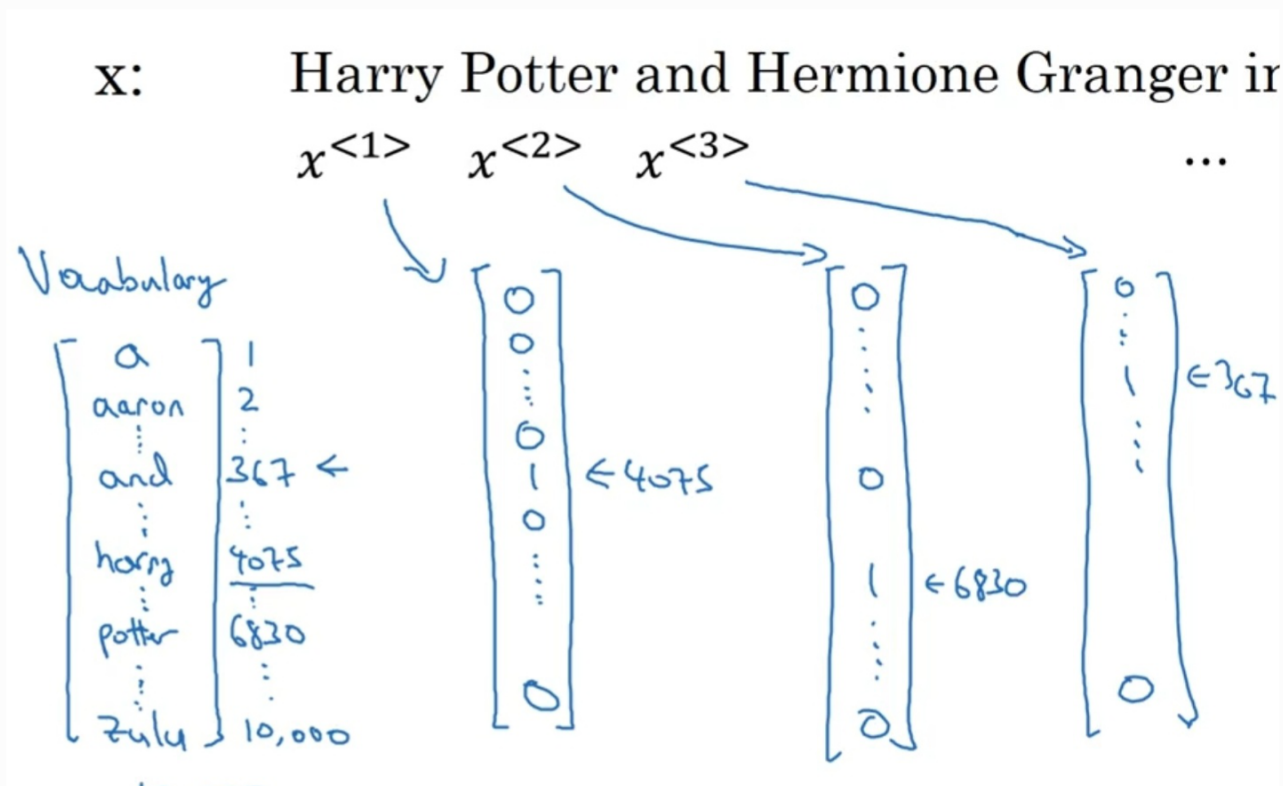 x: Harry Potter and Hermione Granger in
x<1> x<2> x<3> ...
Vocabulary
a 1
aaron 2
and 367 ←
harry 4075
potter 6830
zulu 10,000
0 0 0 1 0 0 ← 4075
0 0 1 0 ← 6830
0 1 0 ← 367